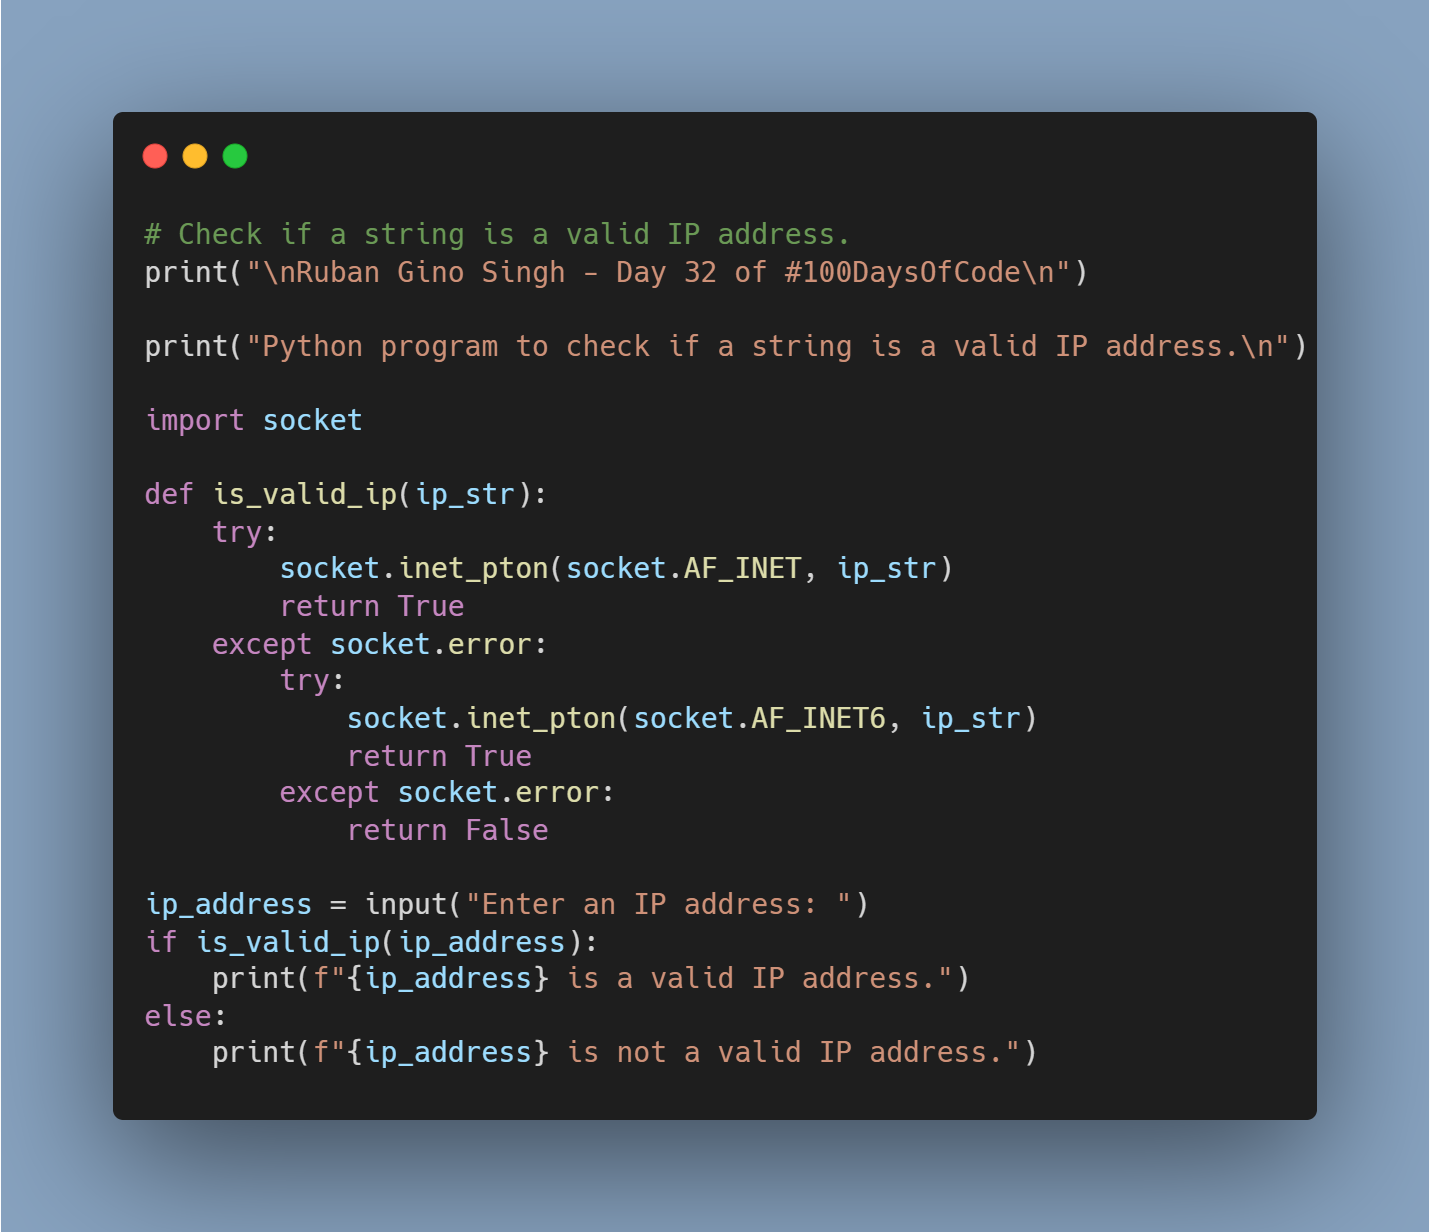 # Check if a string is a valid IP address.
print("\nRuban Gino Singh - Day 32 of #100DaysOfCode\n")

print("Python program to check if a string is a valid IP address.\n")

import socket

def is_valid_ip(ip_str):
    try:
        socket.inet_pton(socket.AF_INET, ip_str)
        return True
    except socket.error:
        try:
            socket.inet_pton(socket.AF_INET6, ip_str)
            return True
        except socket.error:
            return False

ip_address = input("Enter an IP address: ")
if is_valid_ip(ip_address):
    print(f"{ip_address} is a valid IP address.")
else:
    print(f"{ip_address} is not a valid IP address.")